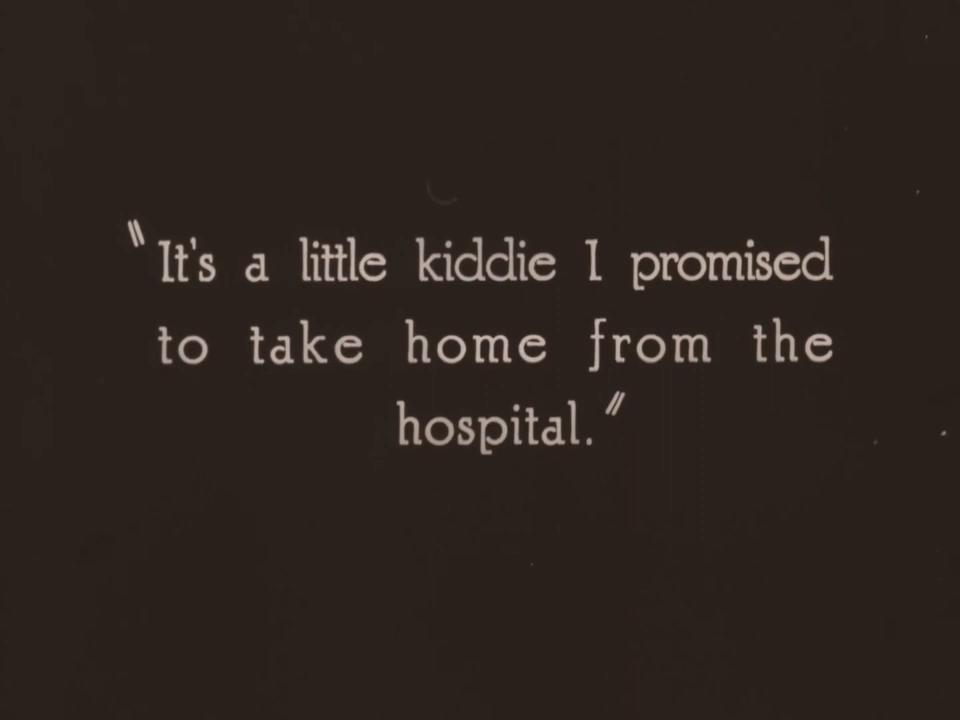 "It's a little kiddie I promised
to take home from the
hospital."